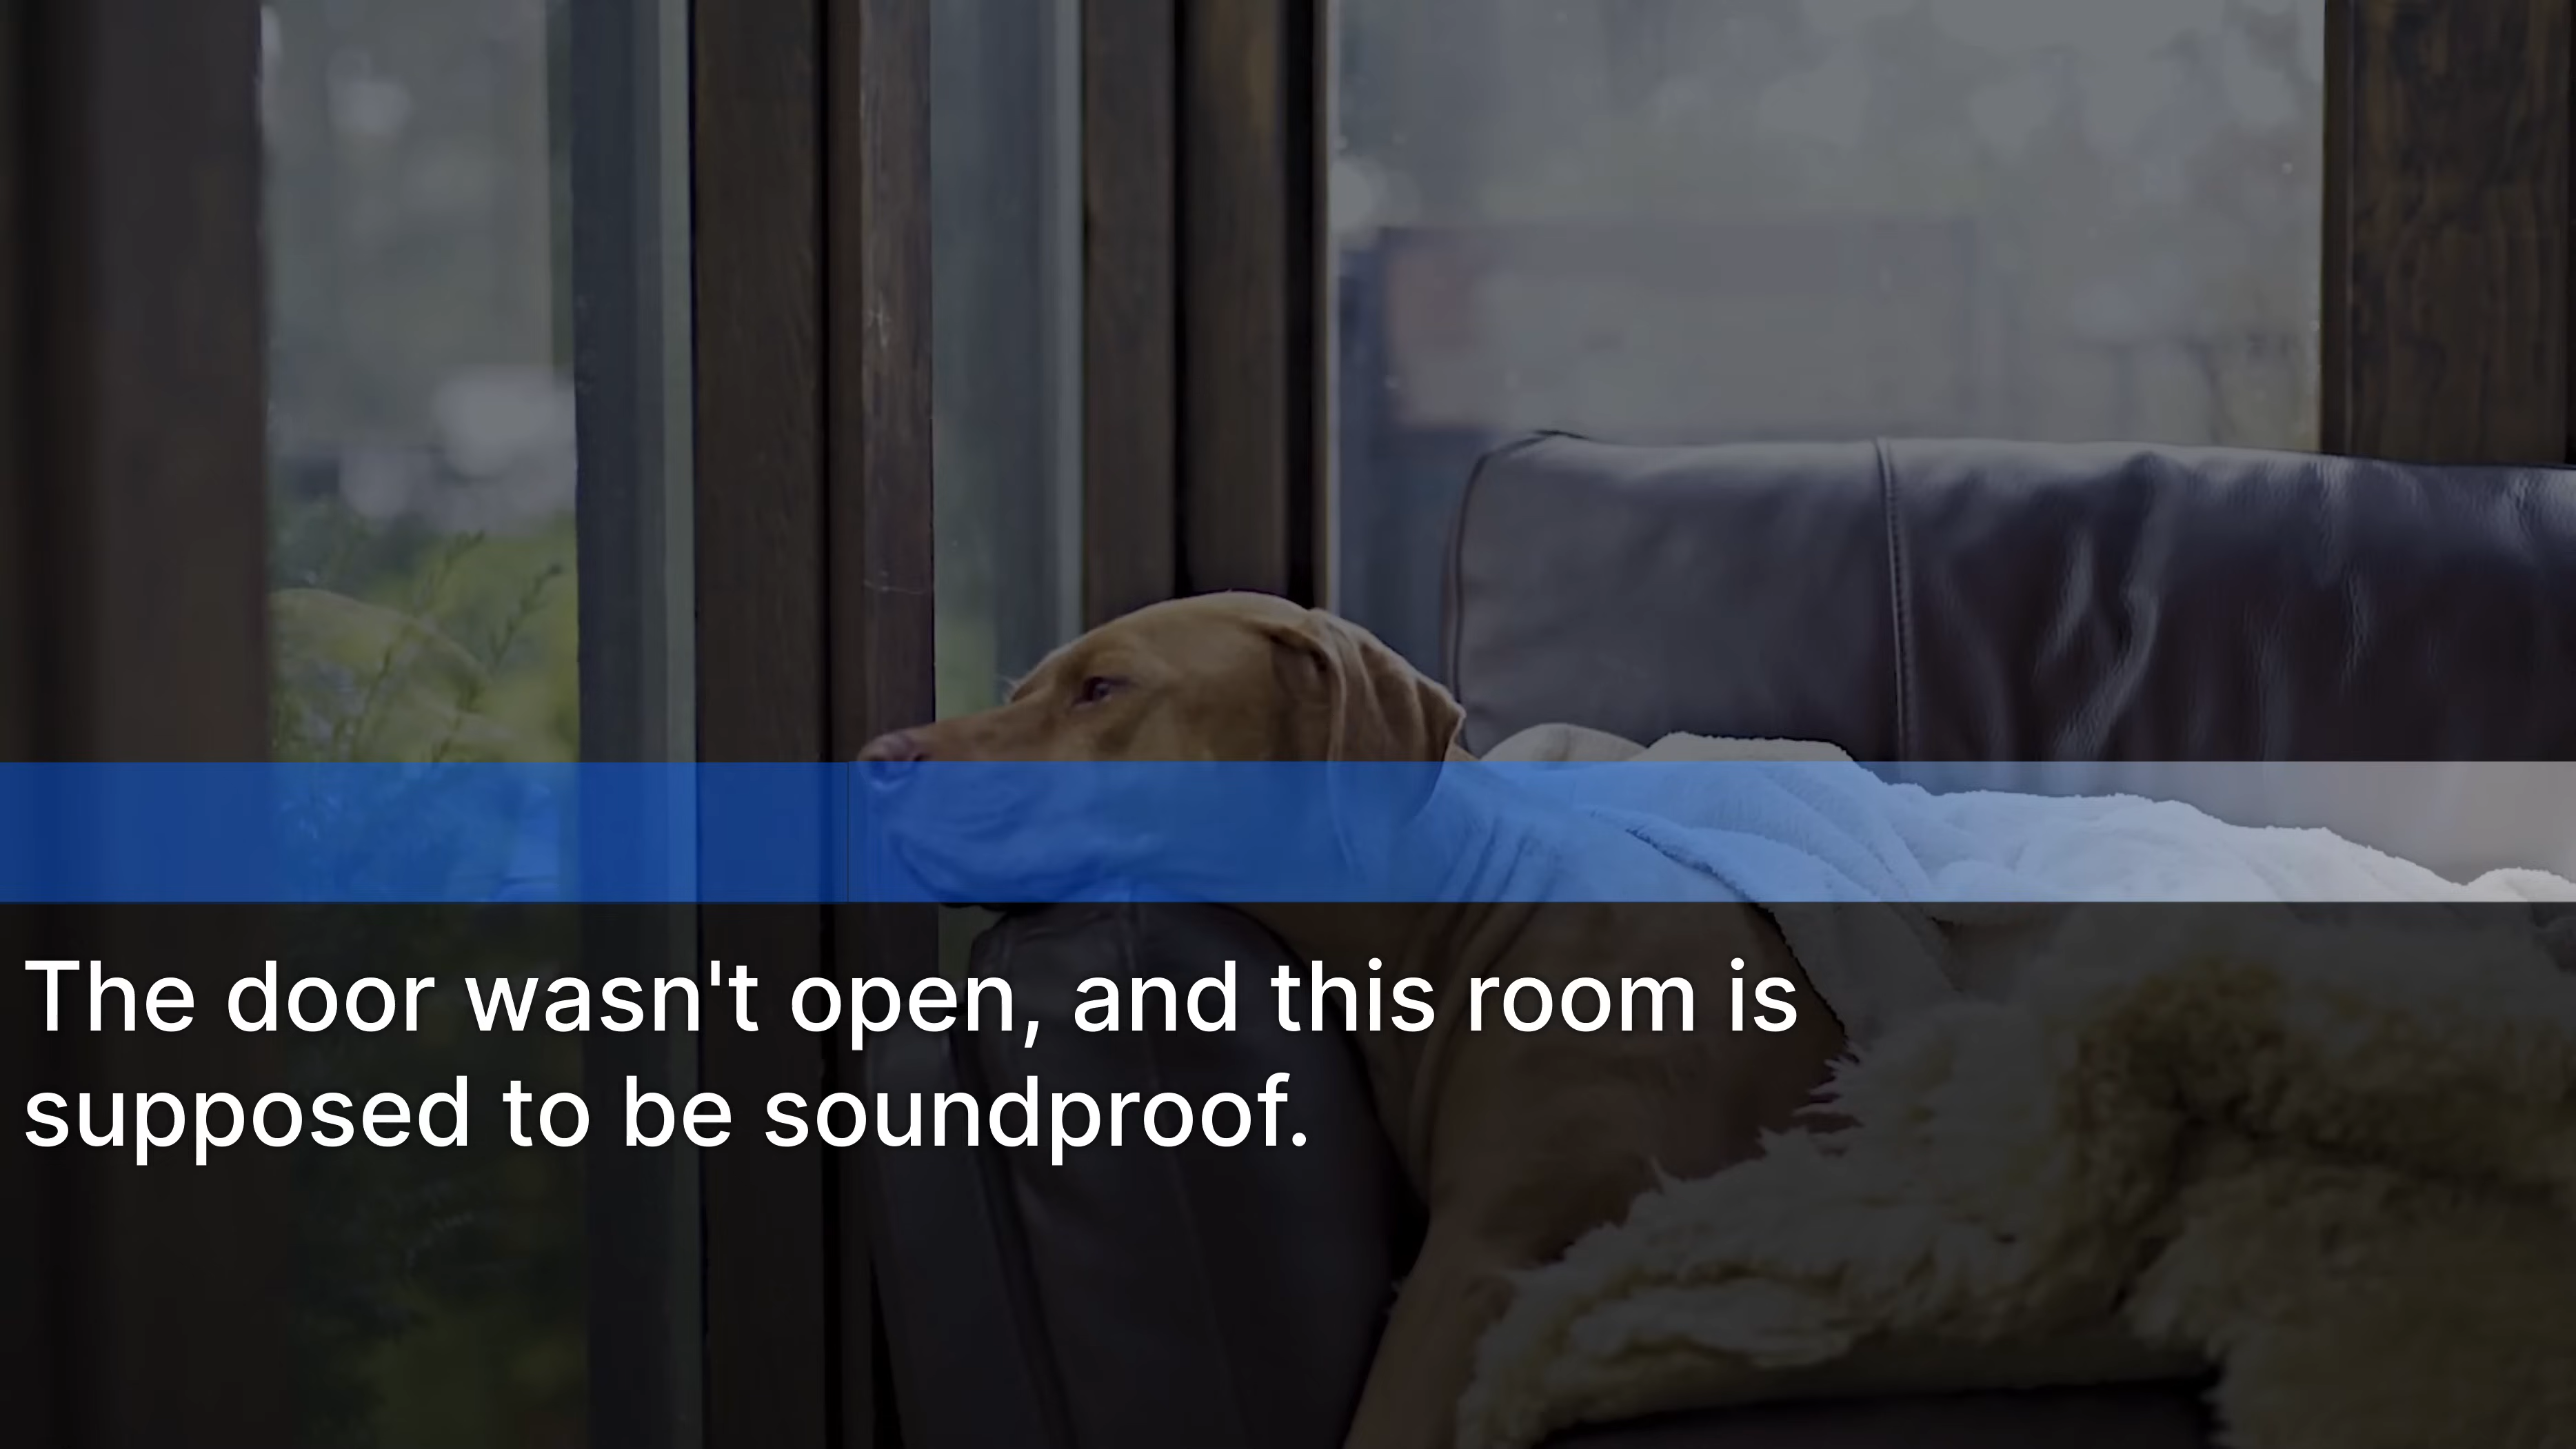 The door wasn't open, and this room is
supposed to be soundproof.